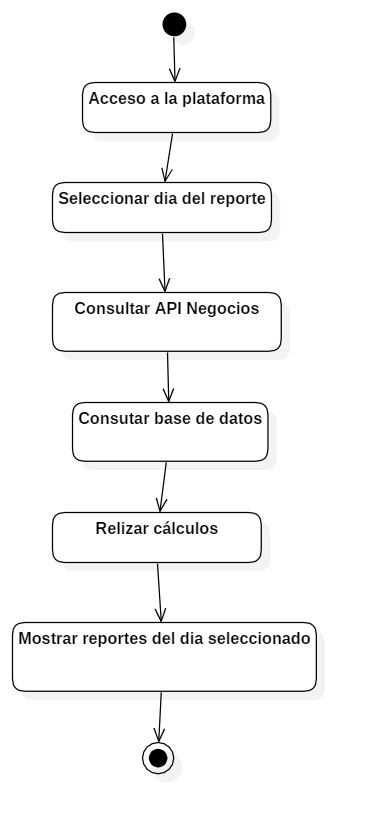 Acceso a la plataforma
Seleccionar dia del reporte
Consultar API Negocios
Consutar base de datos
Relizar cálculos
Mostrar reportes del dia seleccionado